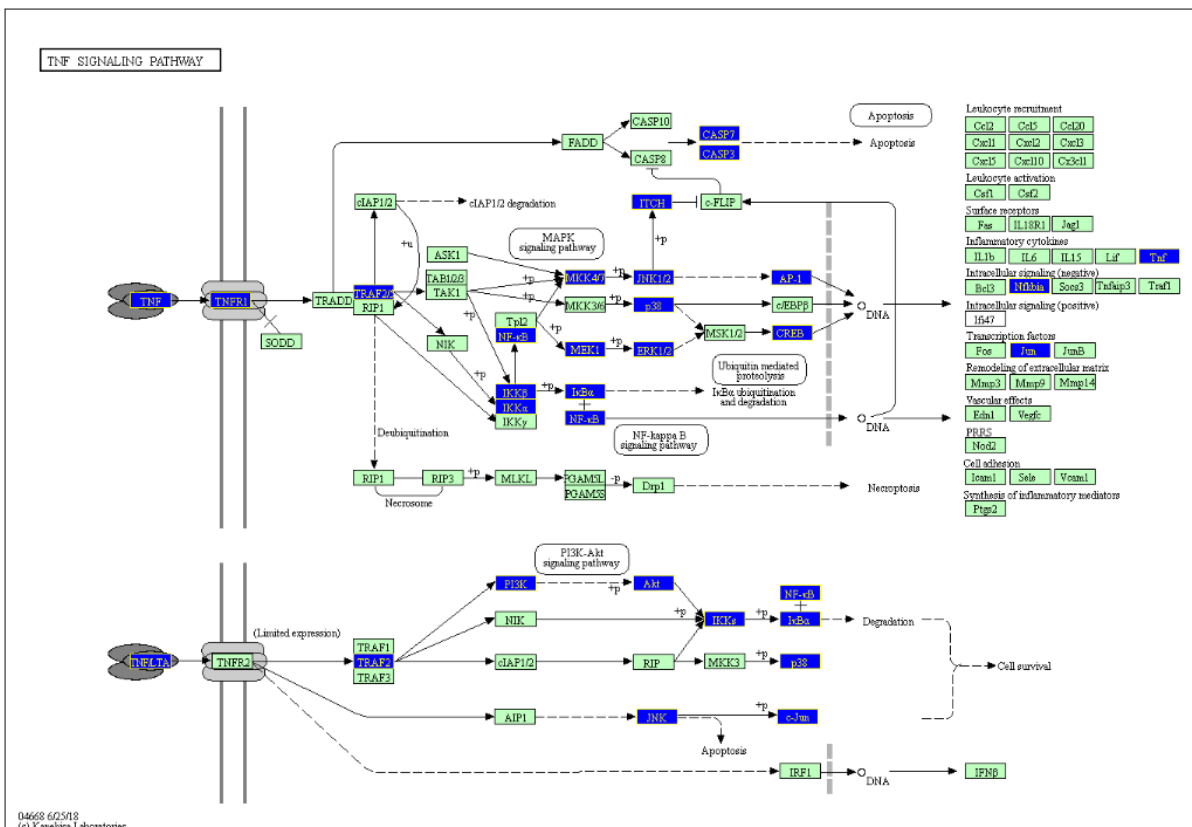 TNF SIGNALING PATHWAY
CASP10
FADD
CASP8
CASP7
CASP3
Apoptosis
Apoptosis
cIAP1/2
cIAP1/2 degradation
+u
ITCH
c-FLIP
+p
MAPK
signaling pathway
ASK1
TAB1/2/3
TAK1
MKK4/7
+p
JNK1/2
AP-1
TNF
TNFR1
TRADD
TRAF2/5
RIP1
+p
+p
MKK3/6
+p
p38
c/EBPβ
DNA
SODD
Tpl2
NF-κB
NIK
+p
+p
MEK1
+p
ERK1/2
MSK1/2
CREB
+p
IKKβ
IKKα
IKKγ
+p
IκBα
+
NF-κB
Ubiquitin mediated
proteolysis
IκBα ubiquitination
and degradation
DNA
NF-kappa B
signaling pathway
Deubiquitination
RIP1
RIP3
+p
MLKL
PGAM5L
PGAM5S
-p
Drp1
Necroptosis
Necrosome
Leukocyte recruitment
Ccl2 Ccl5 Ccl20
Cxcl1 Cxcl2 Cxcl3
Cxcl5 Cxcl10 Cx3cl1
Leukocyte activation
Csf1 Csf2
Surface receptors
Fas IL18R1 Jag1
Inflammatory cytokines
IL1b IL6 IL15 Lif Tnf
Intracellular signaling (negative)
Bcl3 Nfkbia Socs3 Tnfaip3 Traf1
Intracellular signaling (positive)
Ifi47
Transcription factors
Fos Jun JunB
Remodeling of extracellular matrix
Mmp3 Mmp9 Mmp14
Vascular effects
Edn1 Vegfc
PRRS
Nod2
Cell adhesion
Icam1 Sele Vcam1
Synthesis of inflammatory mediators
Ptgs2
PI3K-Akt
signaling pathway
PI3K
+p
Akt
NF-κB
+
NIK
+p
+p
IKKs
+p
IκBα
Degradation
(Limited expression)
TNF/LTA
TNFR2
TRAF1
TRAF2
TRAF3
cIAP1/2
RIP
MKK3
+p
p38
Cell survival
AIP1
JNK
+p
c-Jun
Apoptosis
IRF1
DNA
IFNβ
04668 6/25/18
(c) Kanehisa Laboratories